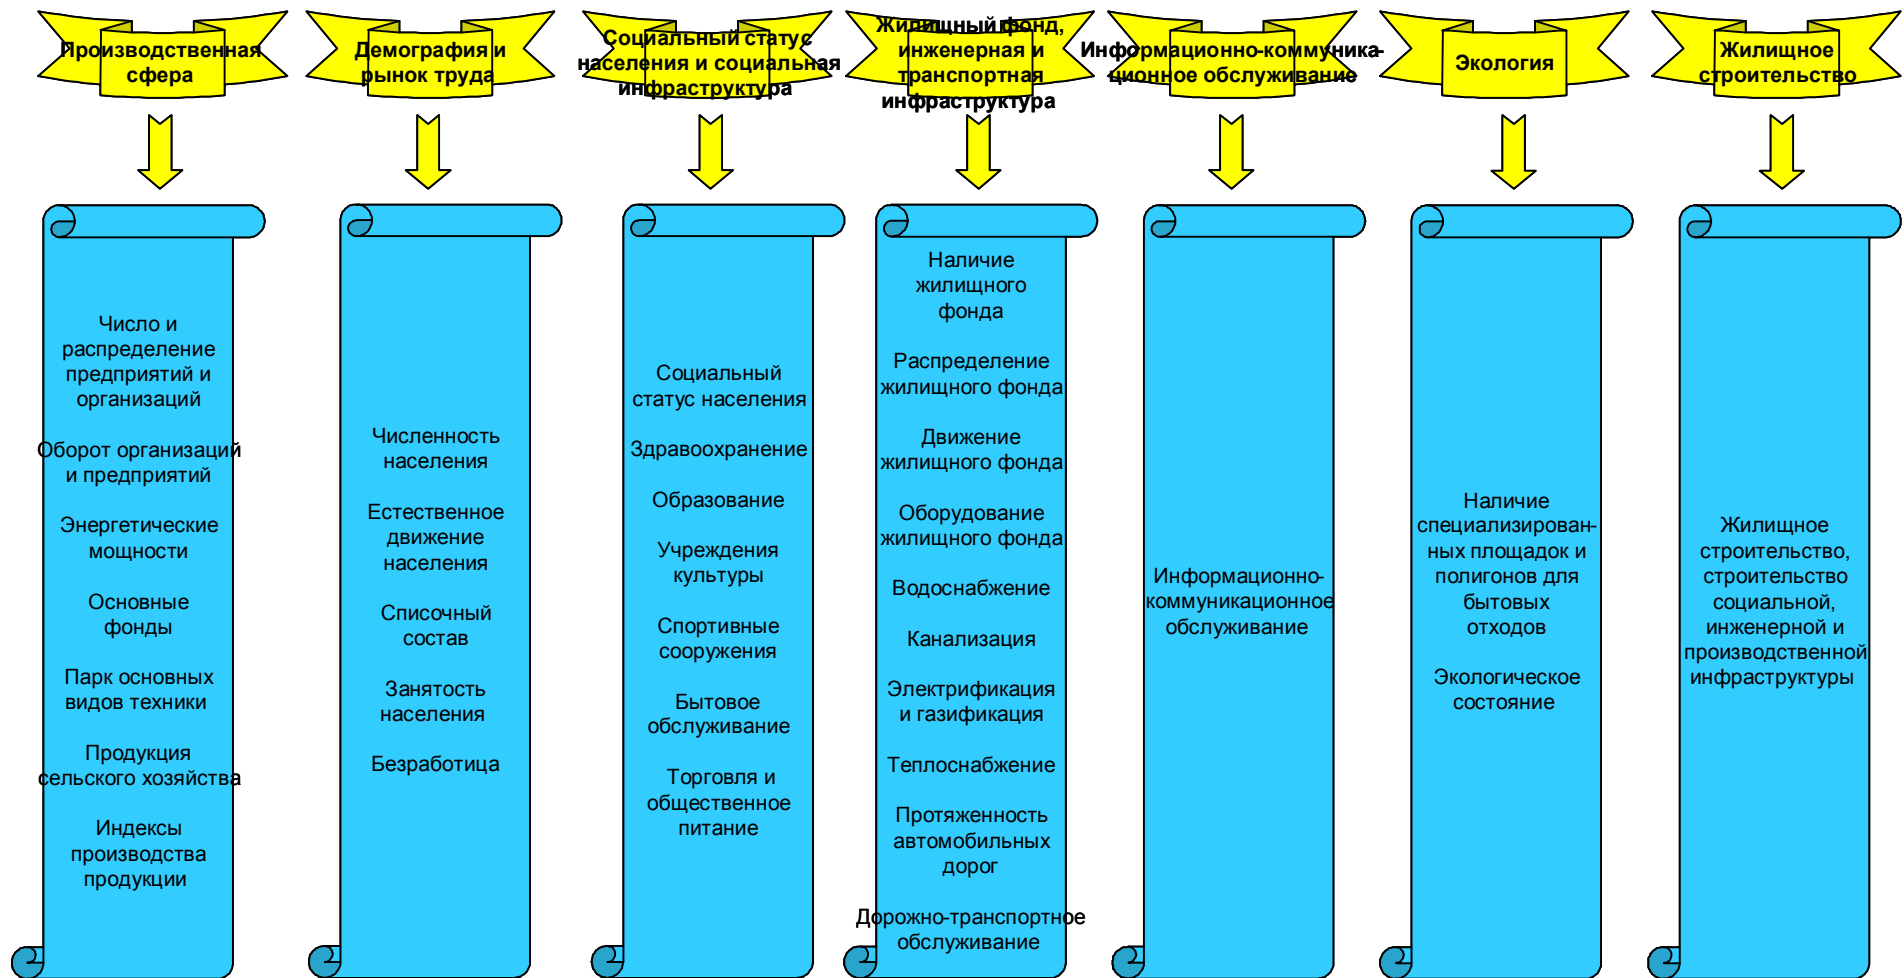 Производственная
сфера
Демография и
рынок труда
Социальный статус
населения и социальная
инфраструктура
Жилищный фонд,
инженерная и
транспортная
инфраструктура
Информационно-коммуника-
ционное обслуживание
Экология
Жилищное
строительство
Число и
распределение
предприятий и
организаций
Оборот организаций
и предприятий
Энергетические
мощности
Основные
фонды
Парк основных
видов техники
Продукция
сельского хозяйства
Индексы
производства
продукции
Численность
населения
Естественное
движение
населения
Списочный
состав
Занятость
населения
Безработица
Социальный
статус населения
Здравоохранение
Образование
Учреждения
культуры
Спортивные
сооружения
Бытовое
обслуживание
Торговля и
общественное
питание
Наличие
жилищного
фонда
Распределение
жилищного фонда
Движение
жилищного фонда
Оборудование
жилищного фонда
Водоснабжение
Канализация
Электрификация
и газификация
Теплоснабжение
Протяженность
автомобильных
дорог
Дорожно-транспортное
обслуживание
Информационно-
коммуникационное
обслуживание
Наличие
специализирован-
ных площадок и
полигонов для
бытовых
отходов
Экологическое
состояние
Жилищное
строительство,
строительство
социальной,
инженерной и
производственной
инфраструктуры